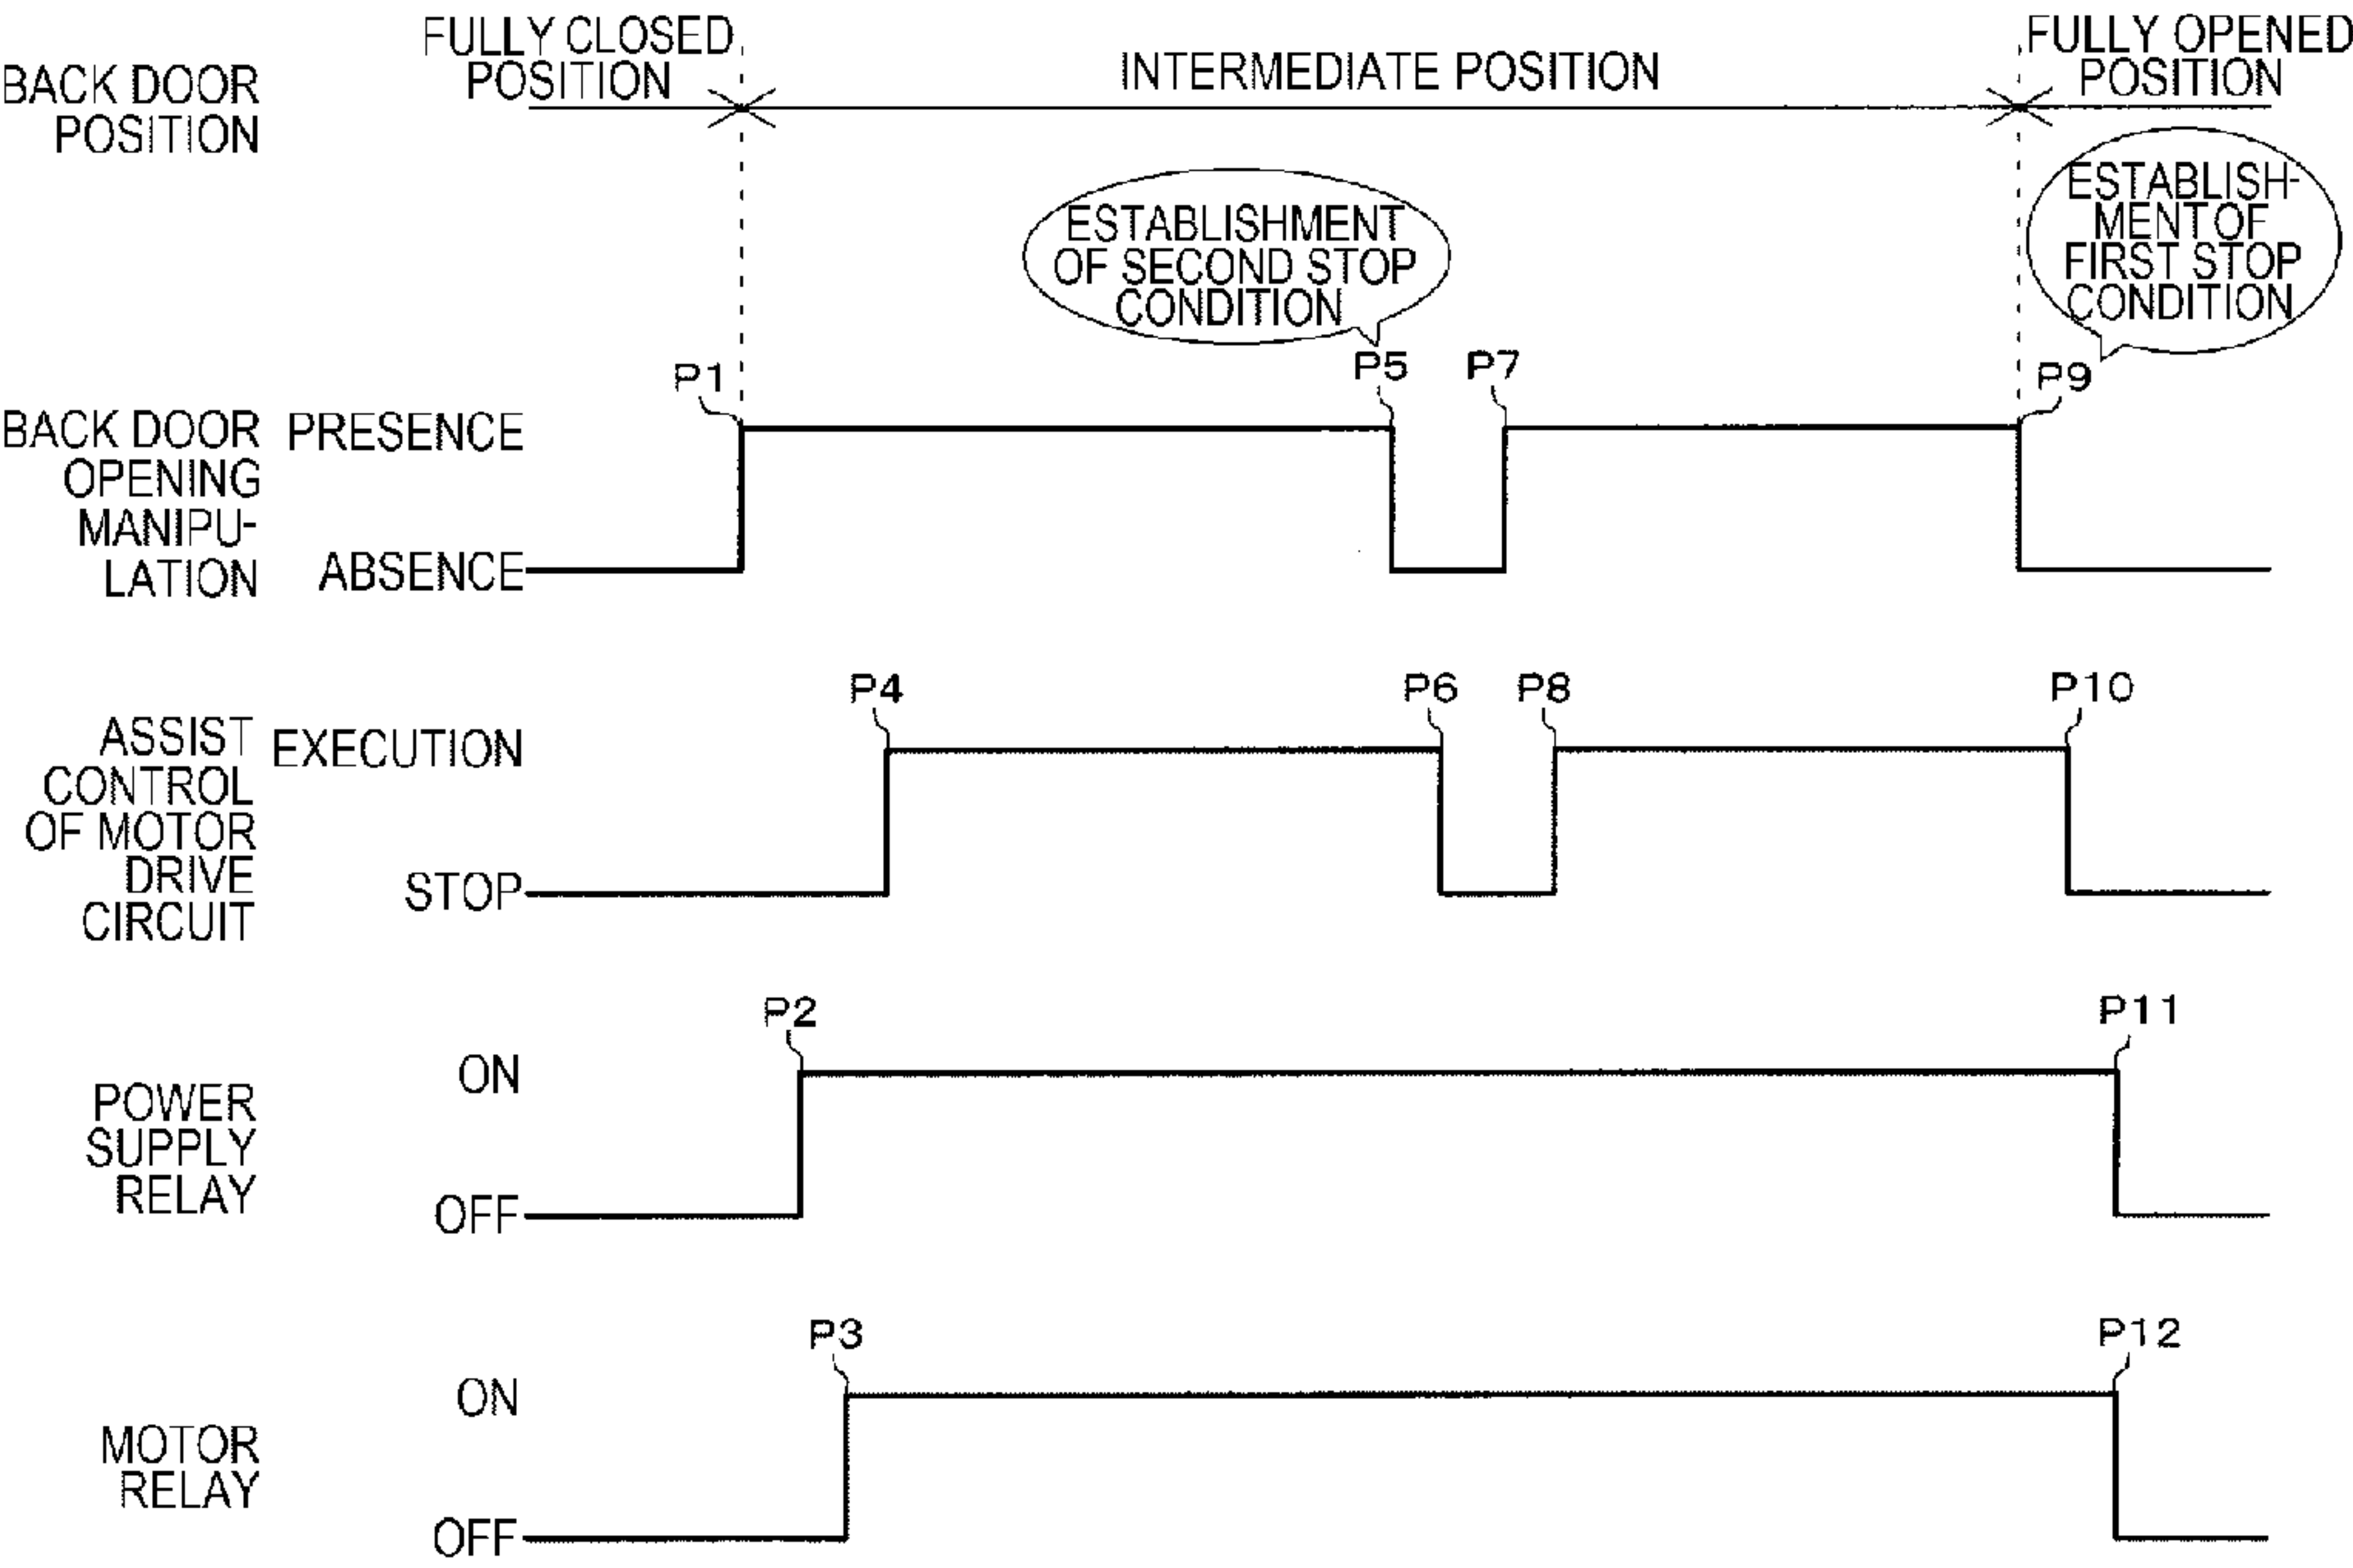 BACK DOOR
POSITION
FULLY CLOSED
POSITION
INTERMEDIATE POSITION
FULLY OPENED
POSITION
ESTABLISHMENT
OF SECOND STOP
CONDITION
ESTABLISH-
MENT OF
FIRST STOP
CONDITION
BACK DOOR
OPENING
MANIPU-
LATION
PRESENCE
ABSENCE
P1
P5
P7
P9
ASSIST
CONTROL
OF MOTOR
DRIVE
CIRCUIT
EXECUTION
STOP
P4
P6
P8
P10
POWER
SUPPLY
RELAY
ON
OFF
P2
P11
MOTOR
RELAY
ON
OFF
P3
P12